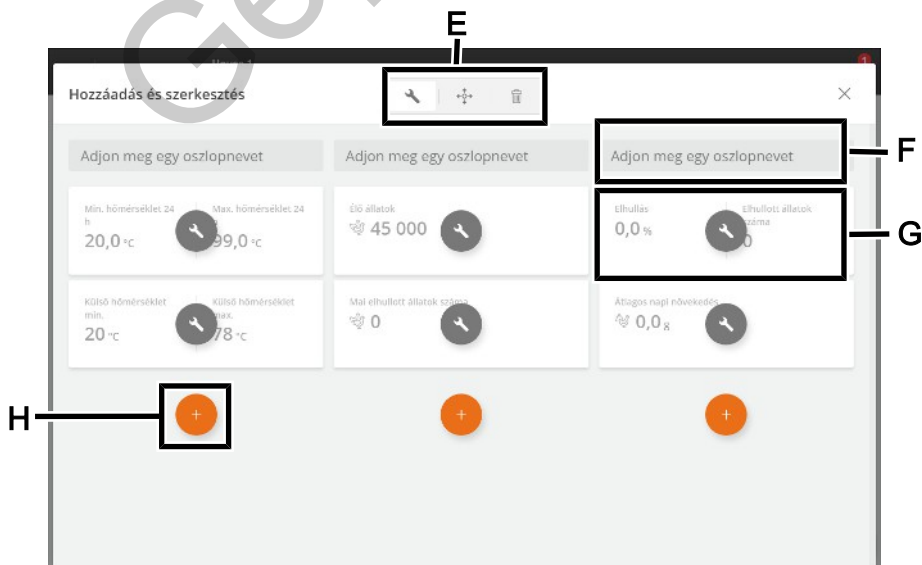 E
1
Hozzáadás és szerkesztés
Adjon meg egy oszlopnevet
Adjon meg egy oszlopnevet
Adjon meg egy oszlopnevet
F
Min. hőmérséklet 24 h
Max. hőmérséklet 24
20,0 °C
99,0 °C
Élő állatok
45 000
Elhullás
0,0 %
Elhullott állatok száma
0
G
Külső hőmérséklet min.
20 °C
Külső hőmérséklet max.
78 °C
Mai elhullott állatok száma
0
Átlagos napi növekedés
0,0 g
H
+
+
+